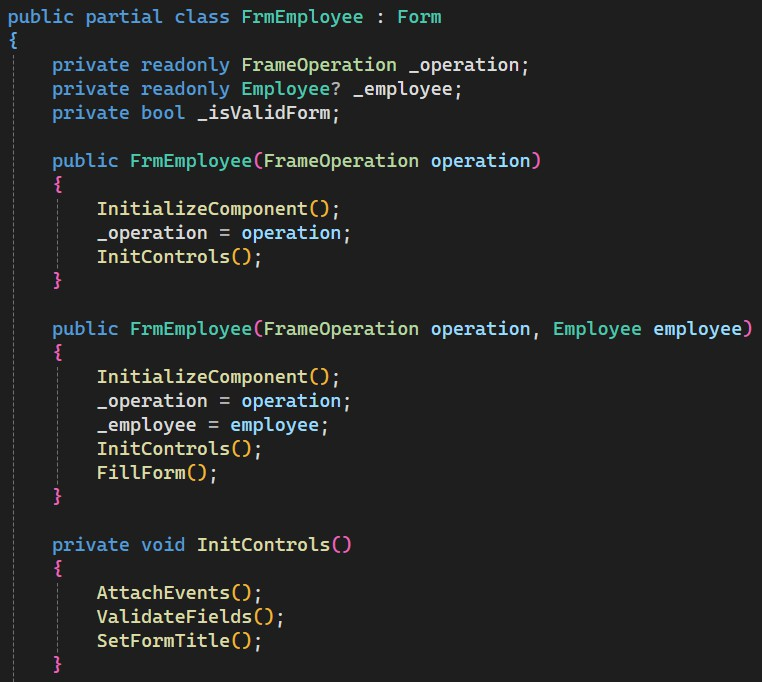 public partial class FrmEmployee : Form
{
    private readonly FrameOperation _operation;
    private readonly Employee? _employee;
    private bool _isValidForm;

    public FrmEmployee(FrameOperation operation)
    {
        InitializeComponent();
        _operation = operation;
        InitControls();
    }

    public FrmEmployee(FrameOperation operation, Employee employee)
    {
        InitializeComponent();
        _operation = operation;
        _employee = employee;
        InitControls();
        FillForm();
    }

    private void InitControls()
    {
        AttachEvents();
        ValidateFields();
        SetFormTitle();
    }